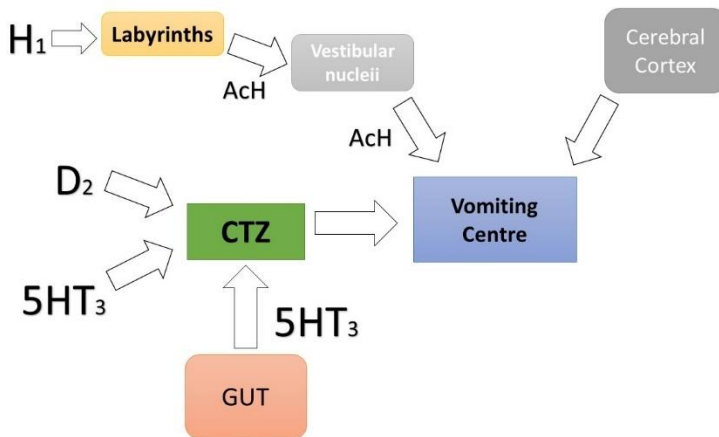 H1
Labyrinths
AcH
Vestibular
nucleii
Cerebral
Cortex
AcH
D2
5HT3
CTZ
Vomiting
Centre
5HT3
GUT